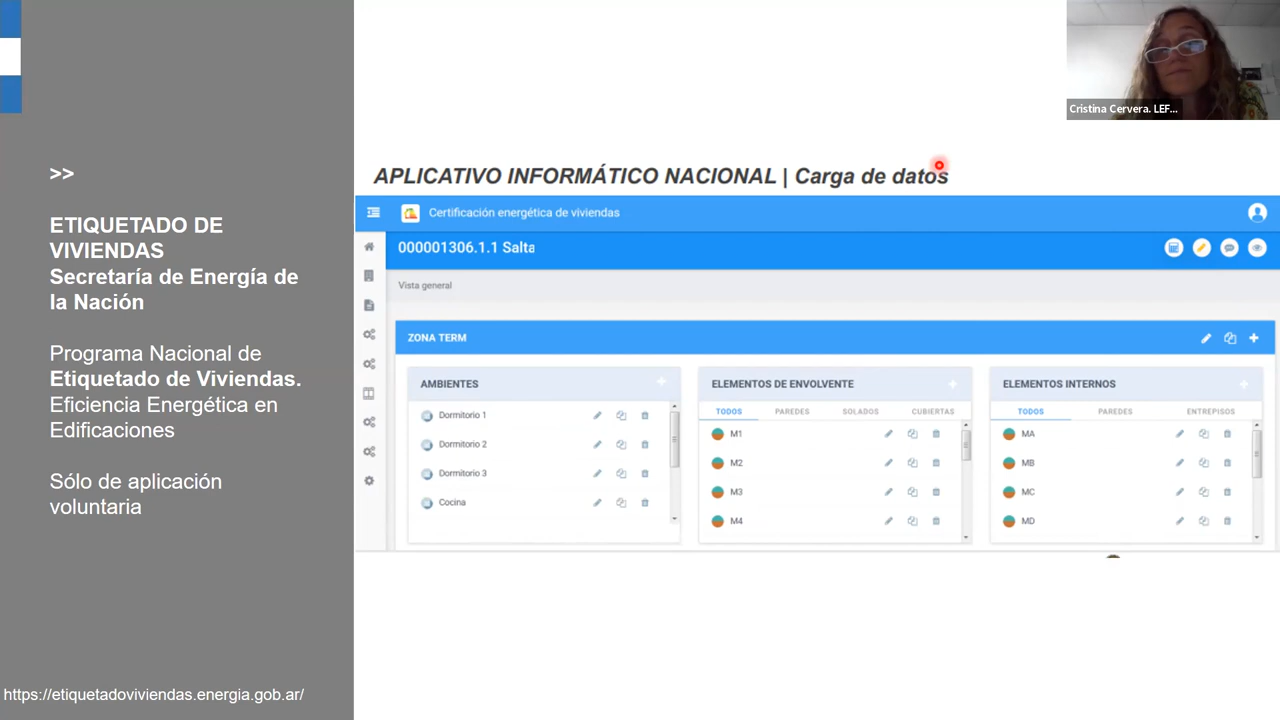 Cristina Cervera. LEF...
>>
ETIQUETADO DE
VIVIENDAS
Secretaría de Energía de
la Nación
Programa Nacional de
Etiquetado de Viviendas.
Eficiencia Energética en
Edificaciones
Sólo de aplicación
voluntaria
https://etiquetadoviviendas.energia.gob.ar/
APLICATIVO INFORMÁTICO NACIONAL | Carga de datos
Certificación energética de viviendas
000001306.1.1 Salta
Vista general
ZONA TERM
AMBIENTES
Dormitorio 1
Dormitorio 2
Dormitorio 3
Cocina
ELEMENTOS DE ENVOLVENTE
TODOS PAREDES SOLADOS CUBIERTAS
M1
M2
M3
M4
ELEMENTOS INTERNOS
TODOS PAREDES ENTREPISOS
MA
MB
MC
MD